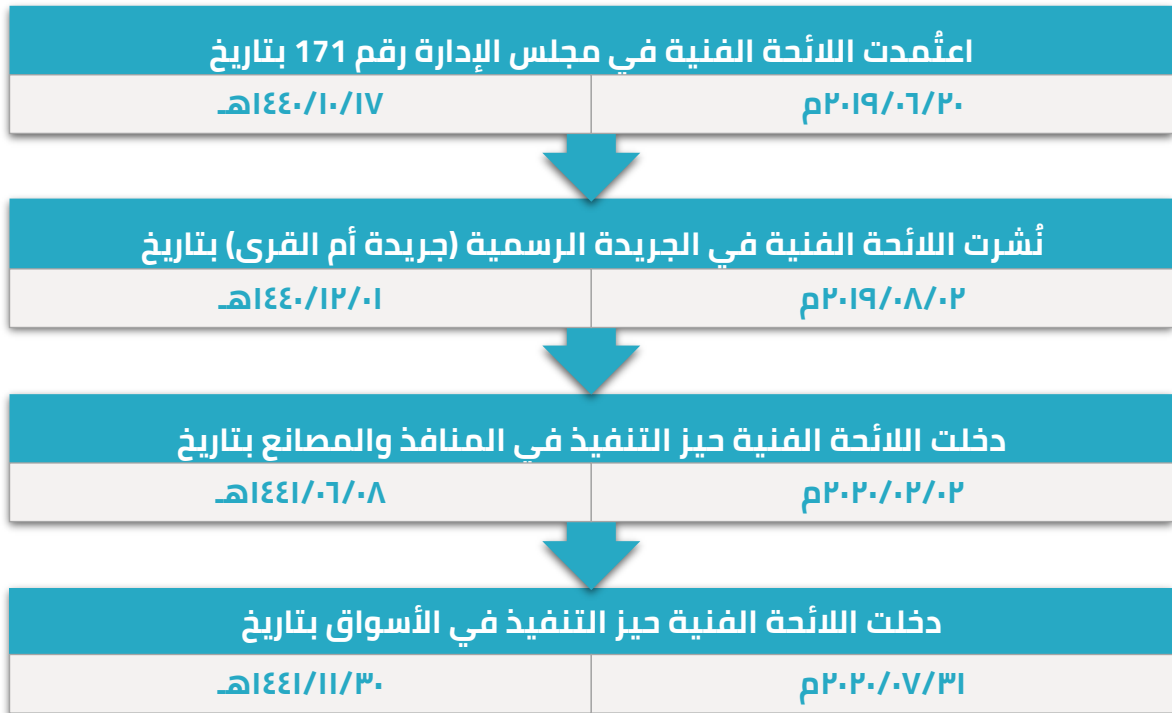 اعتُمدت اللائحة الفنية في مجلس الإدارة رقم 171 بتاريخ
٢٠١٩/٠٦/٢٠م ١٤٤٠/١٠/١٧هـ
نُشرت اللائحة الفنية في الجريدة الرسمية (جريدة أم القرى) بتاريخ
٢٠١٩/٠٨/٠٢م ١٤٤٠/١٢/٠١هـ
دخلت اللائحة الفنية حيز التنفيذ في المنافذ والمصانع بتاريخ
٢٠٢٠/٠٢/٠٢م ١٤٤١/٠٦/٠٨هـ
دخلت اللائحة الفنية حيز التنفيذ في الأسواق بتاريخ
٢٠٢٠/٠٧/٣١م ١٤٤١/١١/٣٠هـ